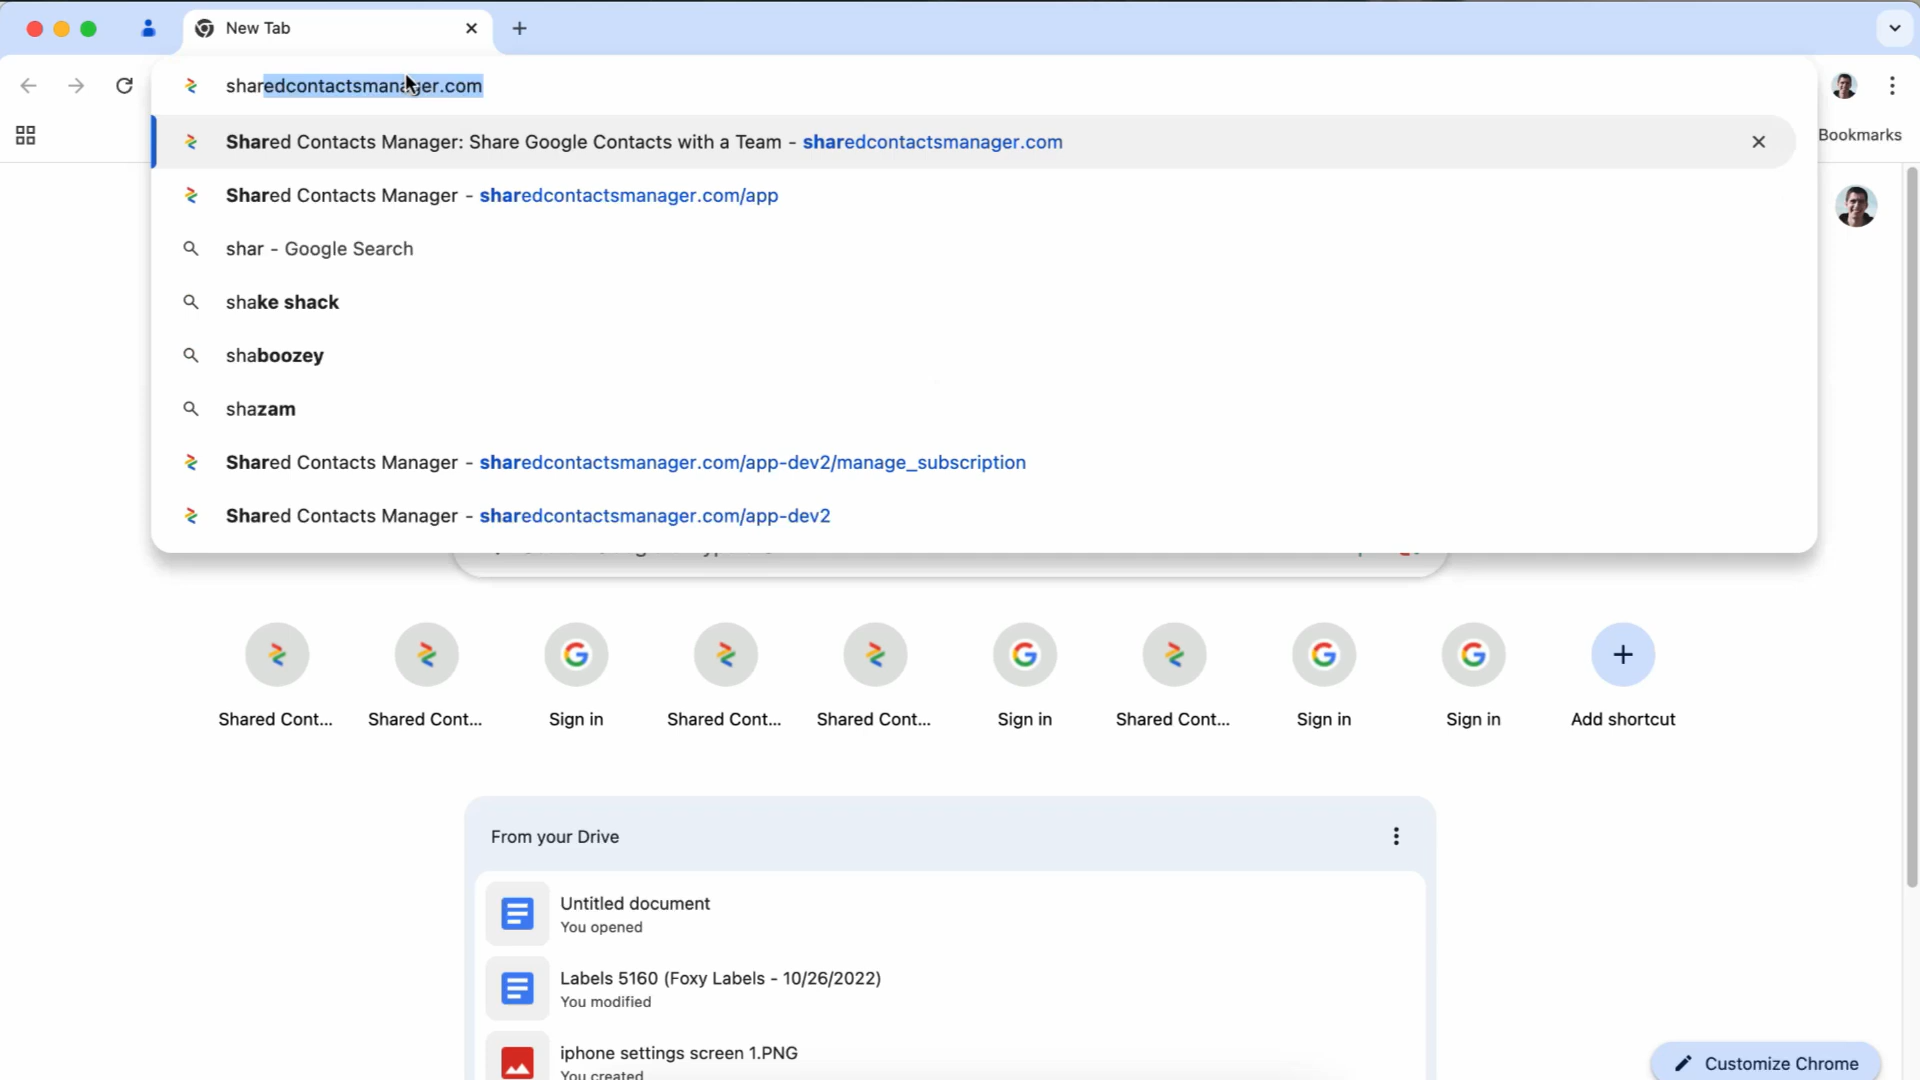 New Tab
sharedcontactsmanager.com
Shared Contacts Manager: Share Google Contacts with a Team - sharedcontactsmanager.com
Bookmarks
Shared Contacts Manager - sharedcontactsmanager.com/app
shar - Google Search
shake shack
shaboozey
shazam
Shared Contacts Manager - sharedcontactsmanager.com/app-dev2/manage_subscription
Shared Contacts Manager - sharedcontactsmanager.com/app-dev2
Shared Cont... Shared Cont... Sign in Shared Cont... Shared Cont... Sign in Shared Cont... Sign in Sign in Add shortcut
From your Drive
Untitled document
You opened
Labels 5160 (Foxy Labels - 10/26/2022)
You modified
iphone settings screen 1.PNG
You created
Customize Chrome